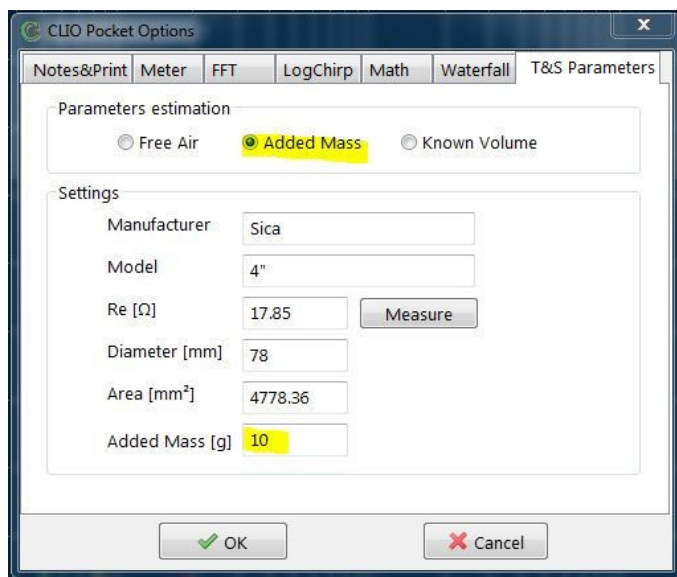 CLIO Pocket Options
x
Notes&Print Meter FFT LogChirp Math Waterfall T&S Parameters
Parameters estimation
Free Air Added Mass Known Volume
Settings
Manufacturer Sica
Model 4"
Re [Ω] 17.85 Measure
Diameter [mm] 78
Area [mm²] 4778.36
Added Mass [g] 10
OK Cancel